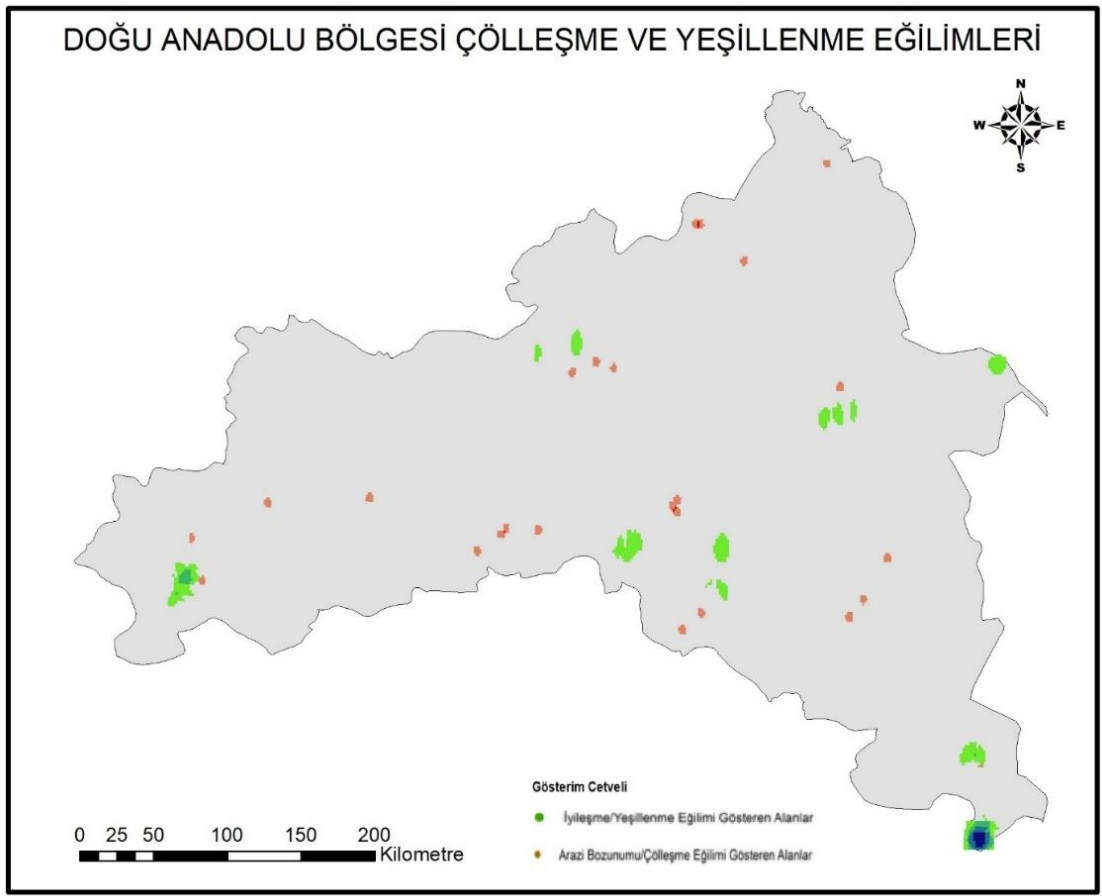 DOĞU ANADOLU BÖLGESİ ÇÖLLEŞME VE YEŞİLLENME EĞİLİMLERİ
N
W E
S
Gösterim Cetveli
İyileşme/Yeşillenme Eğilimi Gösteren Alanlar
Arazi Bozunumu/Çölleşme Eğilimi Gösteren Alanlar
0 25 50 100 150 200
Kilometre